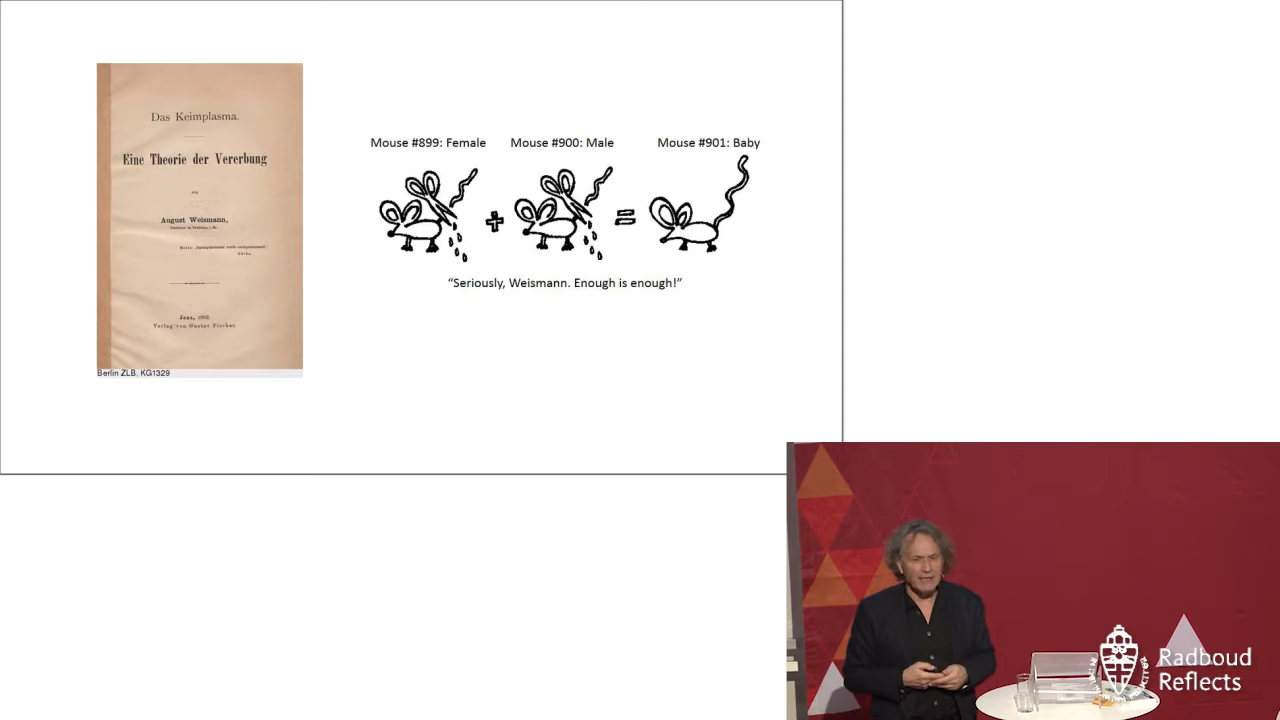 Das Keimplasma.
Eine Theorie der Vererbung
von
August Weismann,
Jena, 1892.
Verlag von Gustav Fischer.
Berlin ZLB, KG1329
Mouse #899: Female
Mouse #900: Male
Mouse #901: Baby
“Seriously, Weismann. Enough is enough!”
Radboud
Reflects